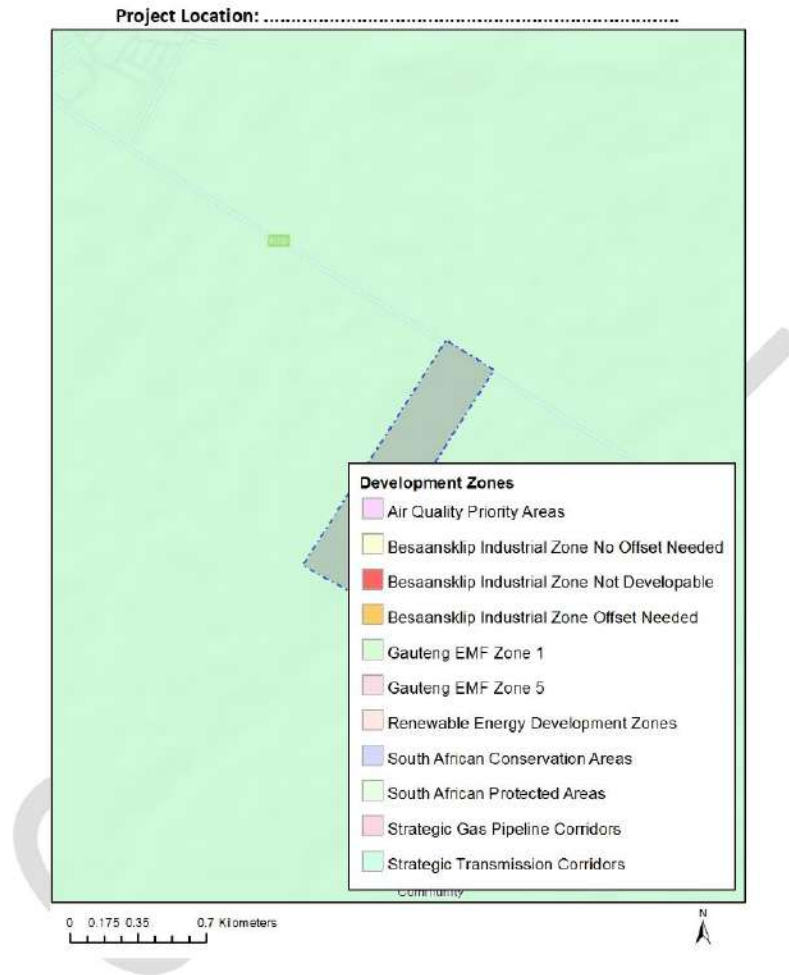 Project Location: ................................................................................
Development Zones
Air Quality Priority Areas
Besaansklip Industrial Zone No Offset Needed
Besaansklip Industrial Zone Not Developable
Besaansklip Industrial Zone Offset Needed
Gauteng EMF Zone 1
Gauteng EMF Zone 5
Renewable Energy Development Zones
South African Conservation Areas
South African Protected Areas
Strategic Gas Pipeline Corridors
Strategic Transmission Corridors
Community
0 0.175 0.35 0.7 Kilometers
N